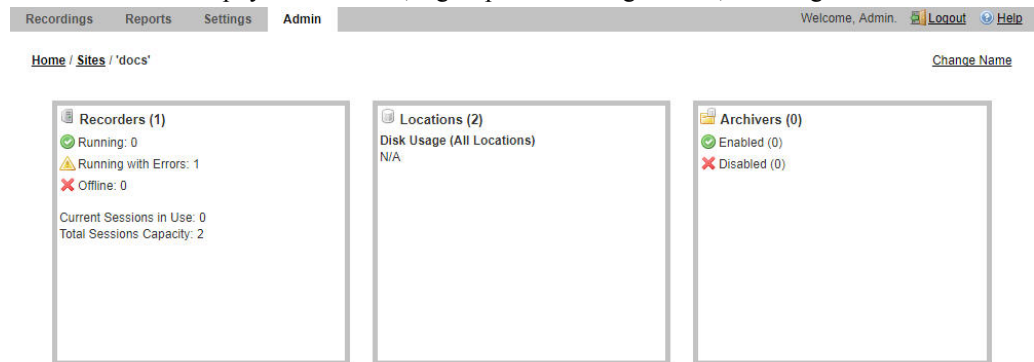 Recordings Reports Settings Admin Welcome, Admin. Logout Help
Home / Sites / 'docs' Change Name
Recorders (1)
Running: 0
Running with Errors: 1
Offline: 0
Current Sessions in Use: 0
Total Sessions Capacity: 2
Locations (2)
Disk Usage (All Locations)
N/A
Archivers (0)
Enabled (0)
Disabled (0)